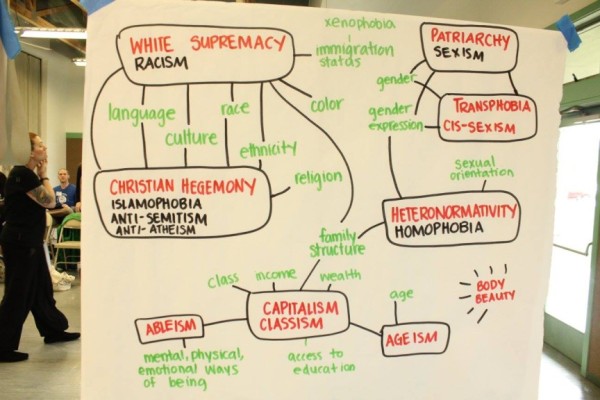 xenophobia
WHITE SUPREMACY
RACISM
immigration
status
PATRIARCHY
SEXISM
gender
language
race
color
culture
ethnicity
gender
expression
TRANSPHOBIA
CIS-SEXISM
CHRISTIAN HEGEMONY
ISLAMOPHOBIA
ANTI-SEMITISM
ANTI-ATHEISM
religion
sexual
orientation
HETERONORMATIVITY
HOMOPHOBIA
family
structure
class
income
wealth
age
BODY
BEAUTY
CAPITALISM
CLASSISM
ABLEISM
AGEISM
mental, physical,
emotional ways
of being
access to
education